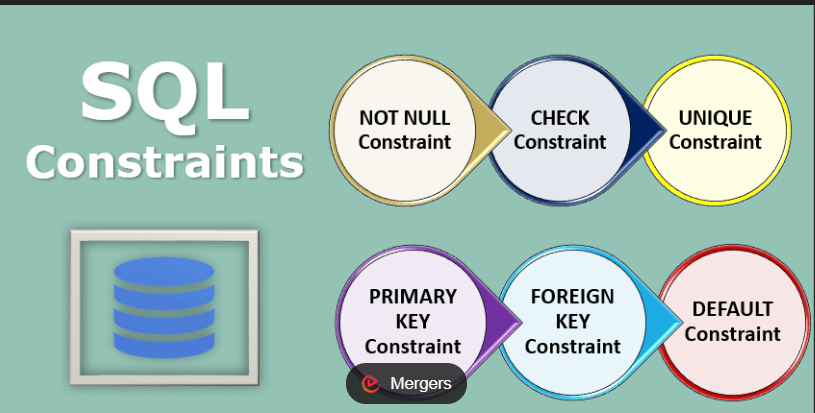 SQL
Constraints
NOT NULL
Constraint
CHECK
Constraint
UNIQUE
Constraint
PRIMARY
KEY
Constraint
FOREIGN
KEY
Constraint
DEFAULT
Constraint
Mergers